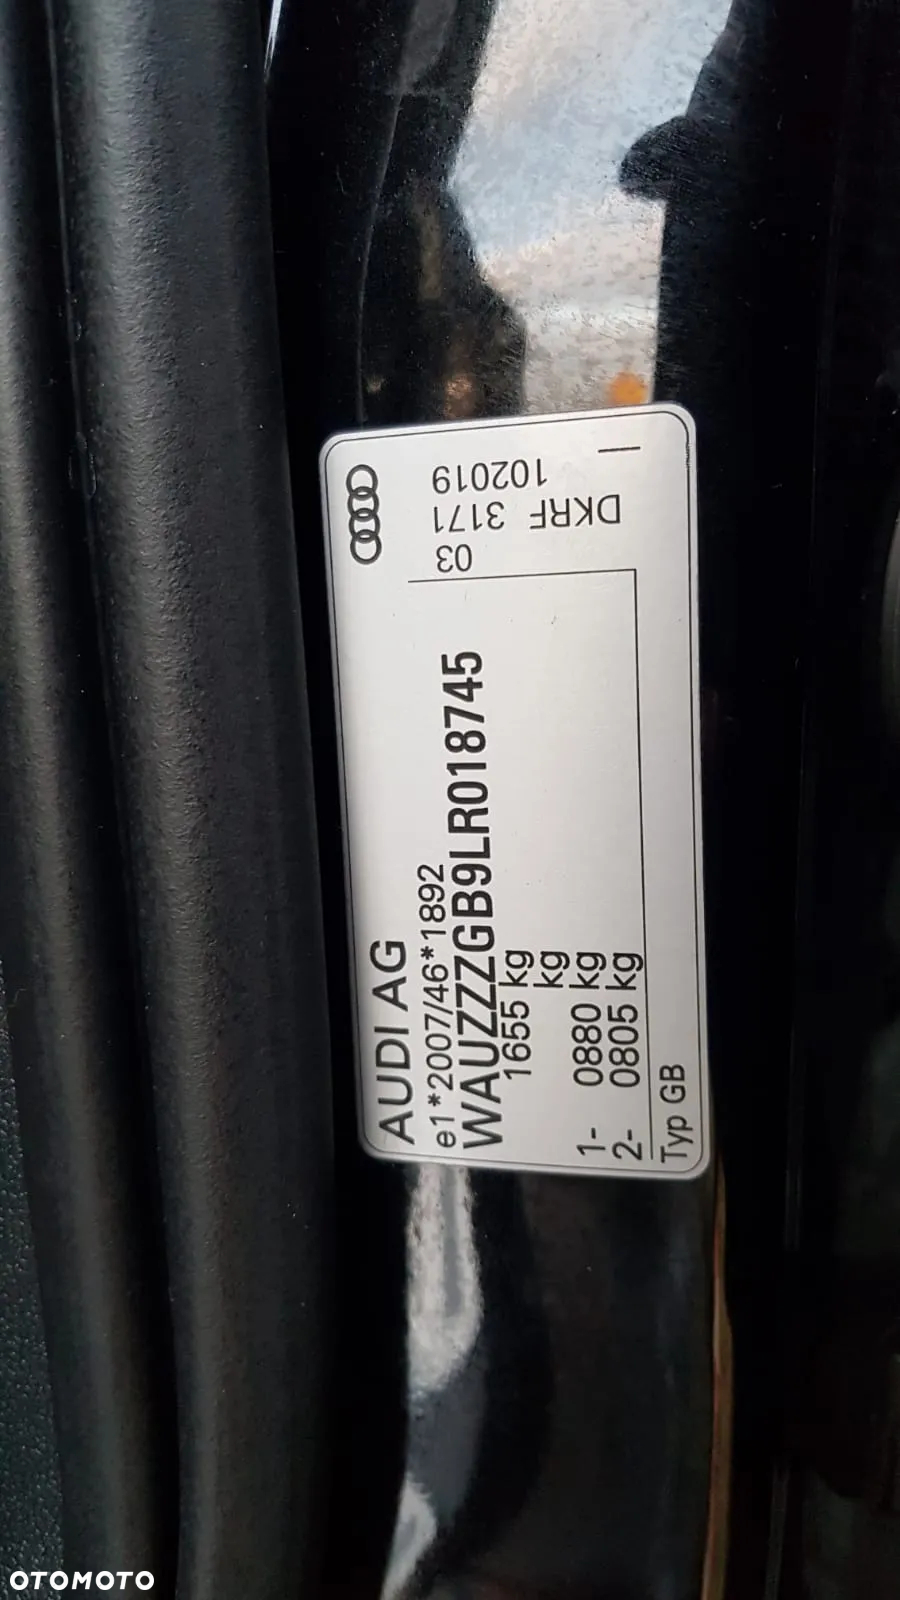 AUDI AG
e1*2007/46*1892
WAUZZZGB9LR018745
1655 kg
kg
1- 0880 kg
2- 0805 kg
Typ GB
03
DKRF 3171
102019
OTOMOTO